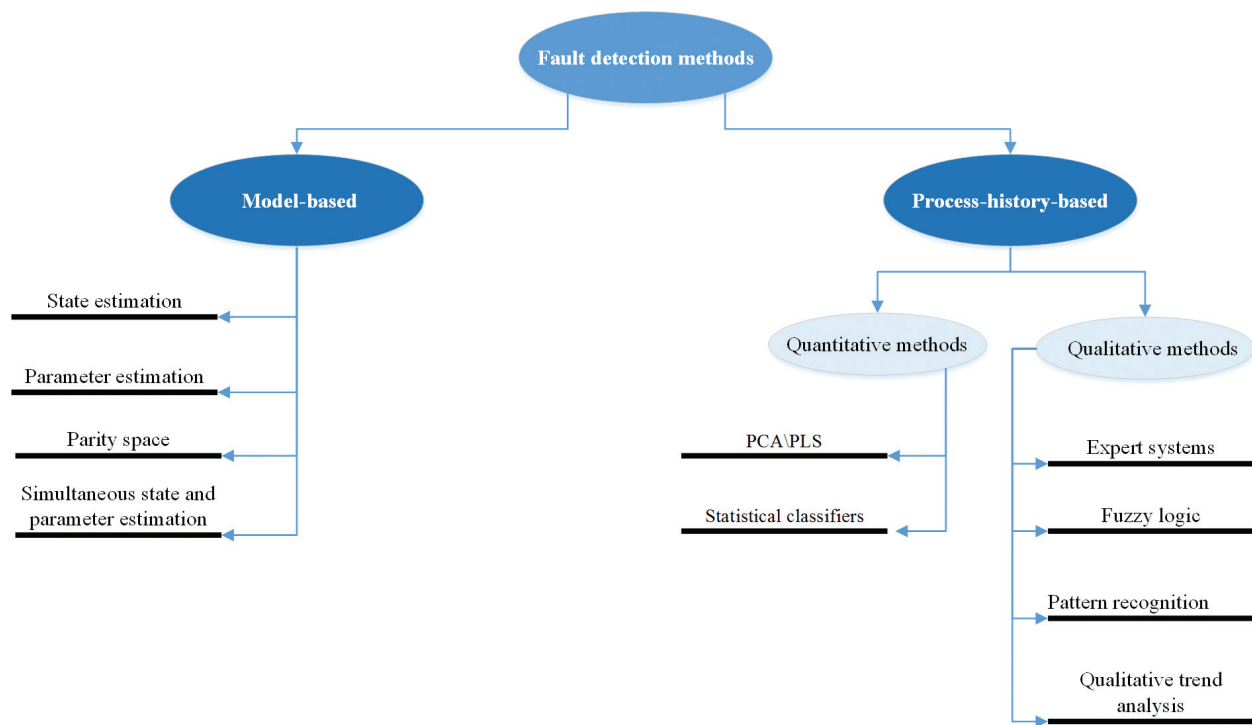 Fault detection methods
Model-based
Process-history-based
State estimation
Parameter estimation
Parity space
Simultaneous state and
parameter estimation
Quantitative methods
Qualitative methods
PCA\PLS
Statistical classifiers
Expert systems
Fuzzy logic
Pattern recognition
Qualitative trend
analysis